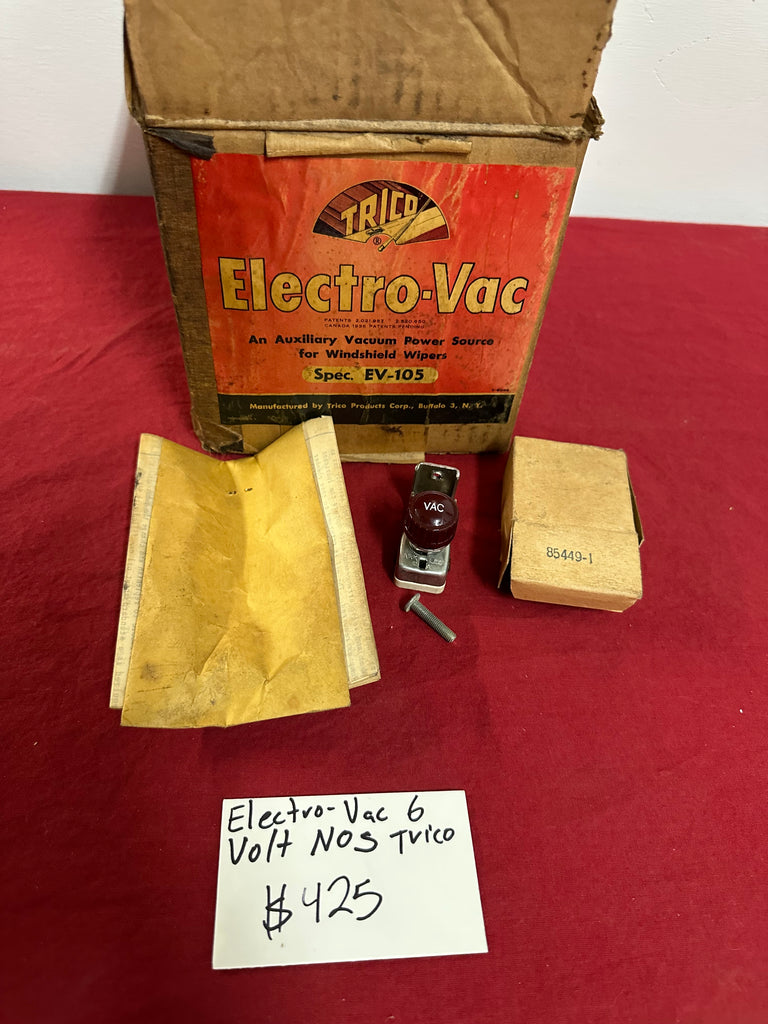 TRICO
®
Electro-Vac
An Auxiliary Vacuum Power Source
for Windshield Wipers
Spec. EV-105
Manufactured by Trico Products Corp., Buffalo 3, N. Y.
VAC
85449-1
Electro-Vac 6
Volt NOS Trico
$425